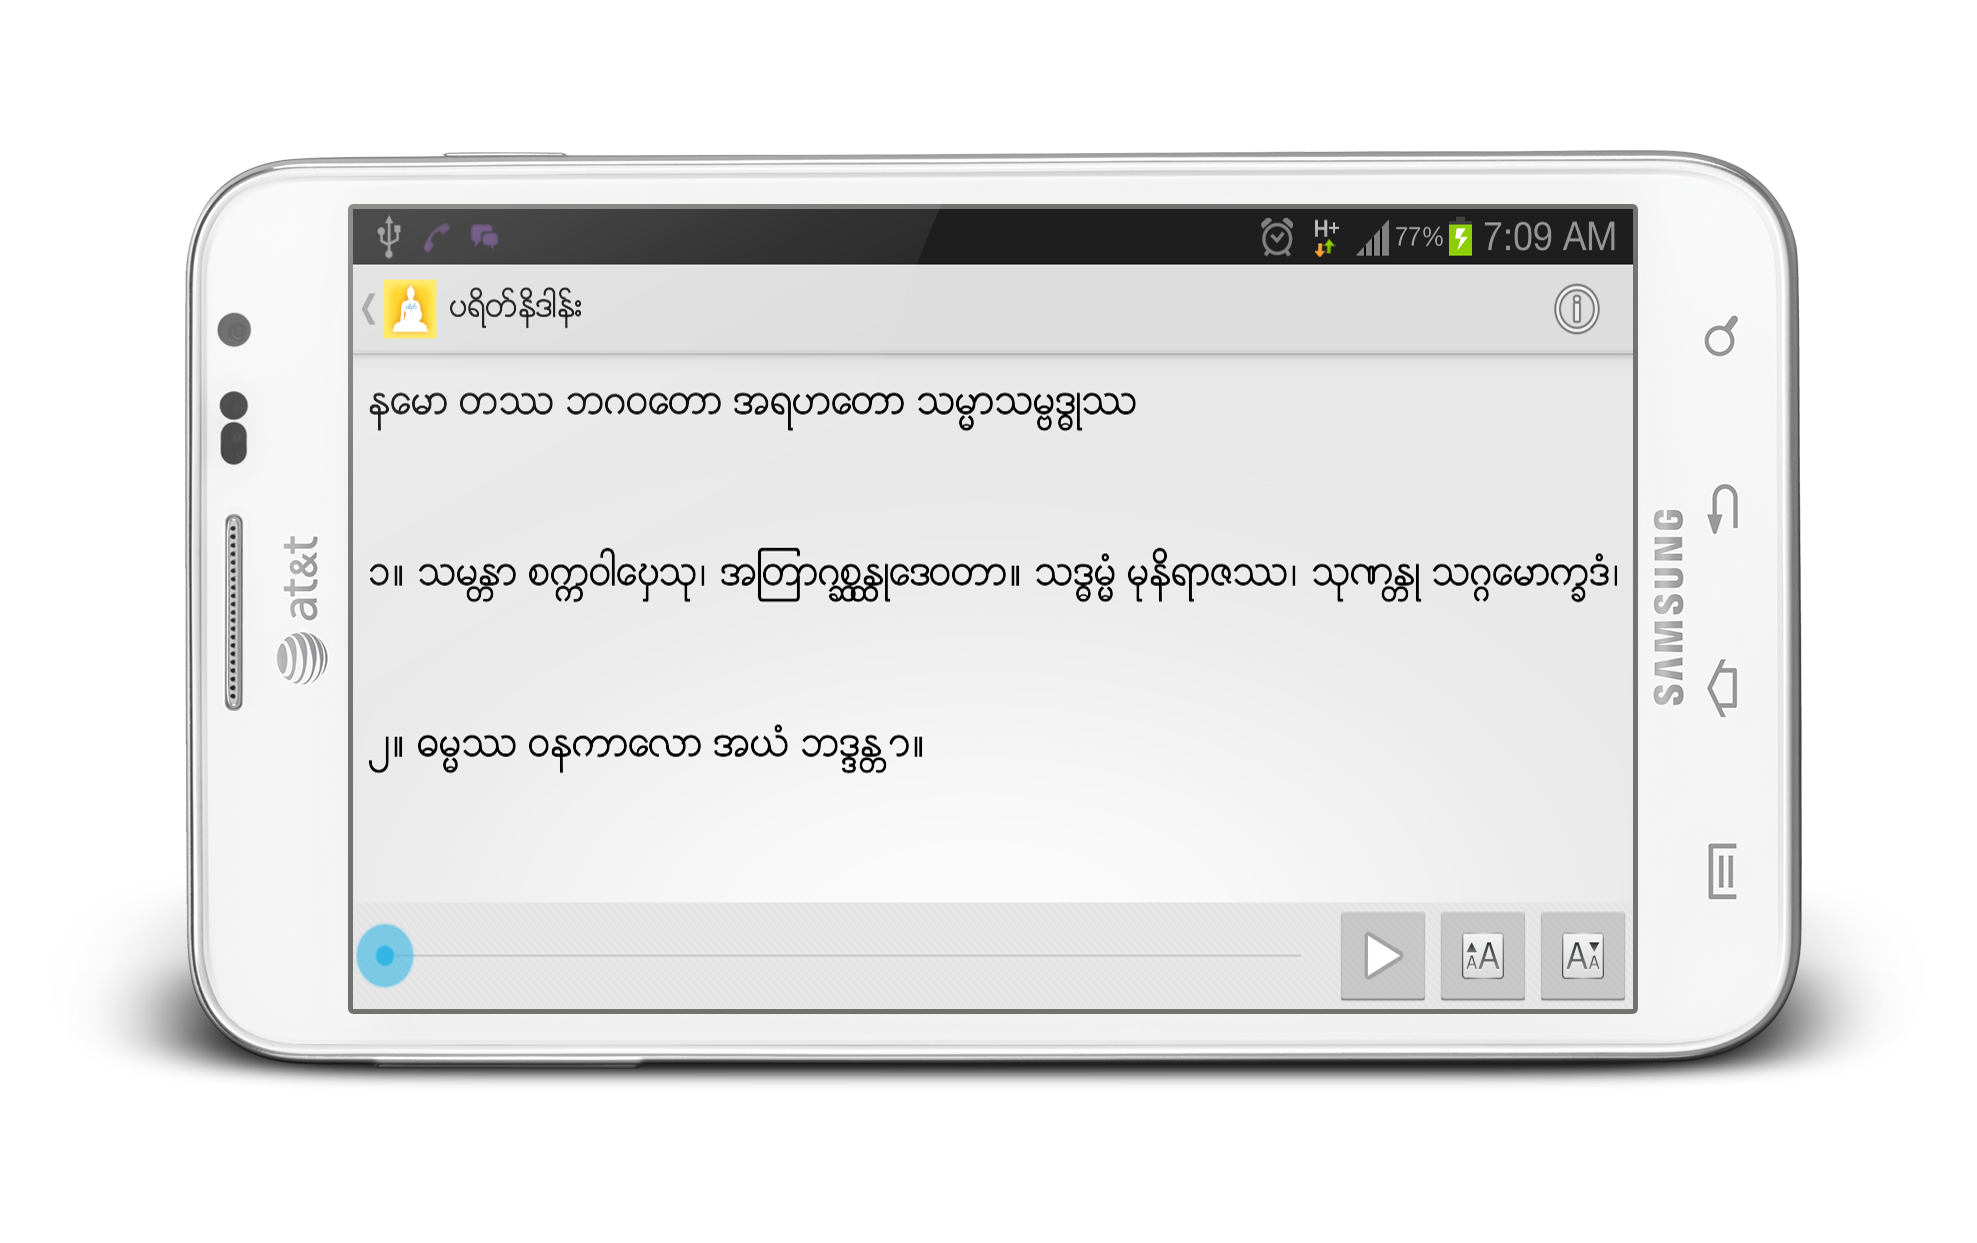 H+ 77% 7:09 AM
ပရိတ်နိဒါန်း
နမော တဿ ဘဂဝတော အရဟတော သမ္မာသမ္ဗဒ္ဓုဿ
၁။ သမန္တာ စက္ကဝါဠေသု၊ အတြာဂစ္ဆန္တုဒေဝတာ။ သဒ္ဓမ္မံ မုနိရာဇဿ၊ သုဏန္တု သဂ္ဂမောက္ခဒံ၊
၂။ ဓမ္မဿ ဝနကာလော အယံ ဘဒ္ဒန္တာ။
AA AA
at&t
SAMSUNG